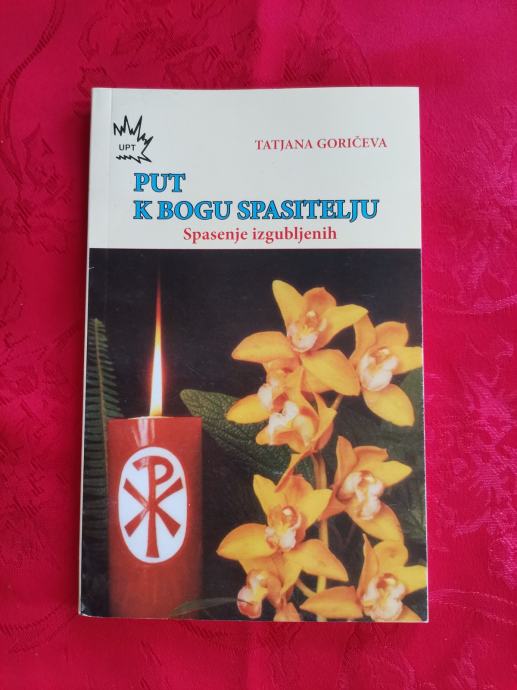 UPT
TATJANA GORIČEVA
PUT
K BOGU SPASITELJU
Spasenje izgubljenih